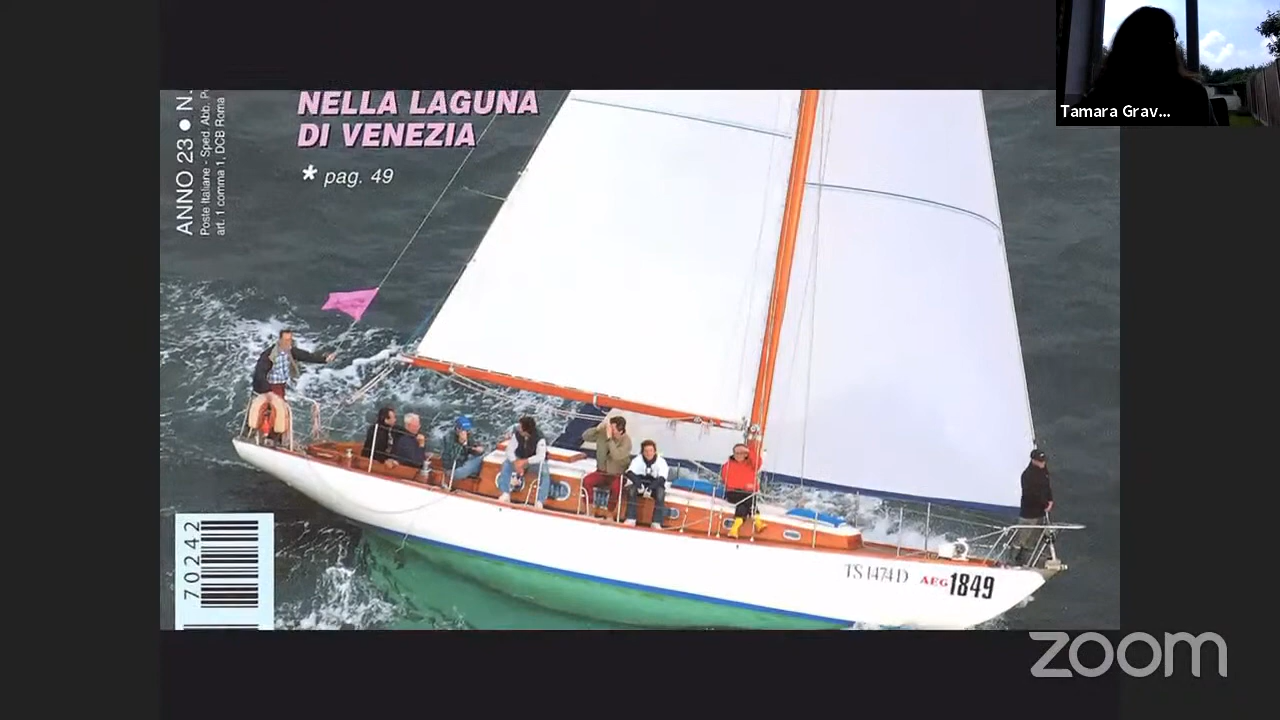 NELLA LAGUNA
DI VENEZIA
* pag. 49
ANNO 23 ● N.
Poste Italiane - Sped. Abb. P
art. 1 comma 1, DCB Roma
70242
TS 1474D AEG 1849
Tamara Grav...
zoom